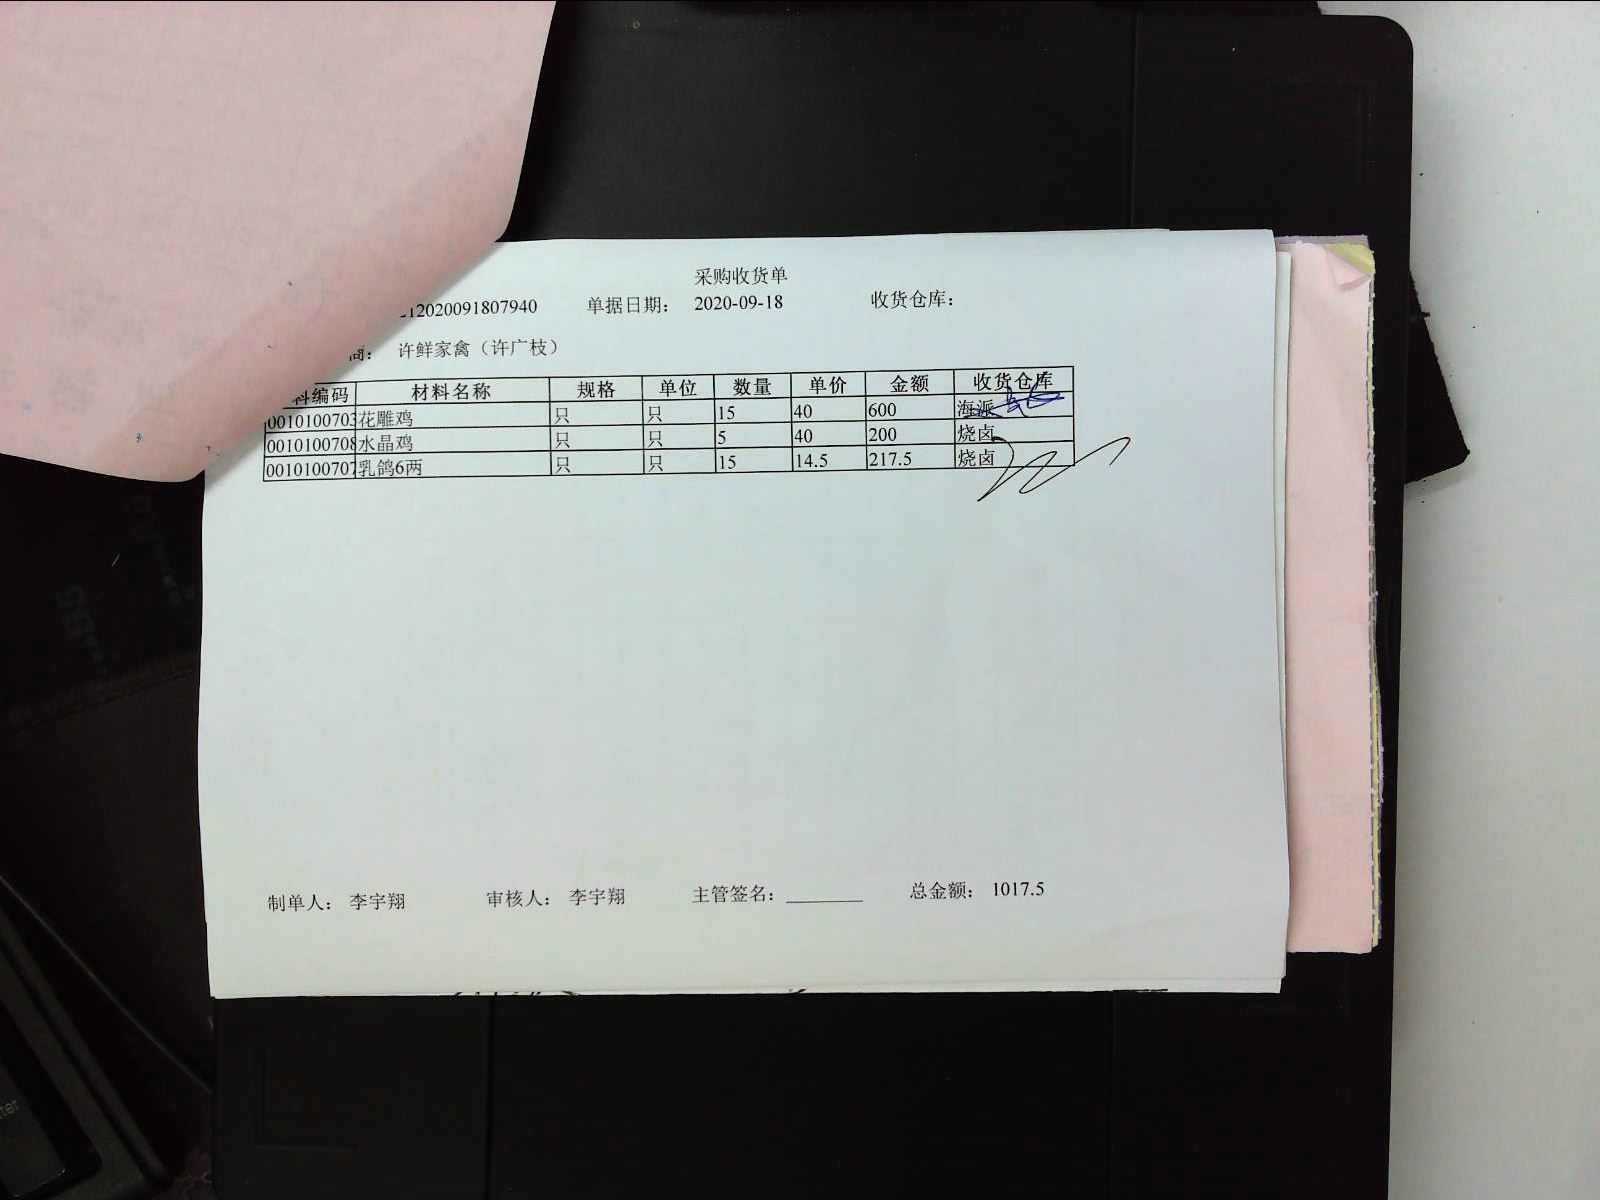 采购收货单
12020091807940 单据日期： 2020-09-18 收货仓库：
商： 许鲜家禽（许广枝）
料编码 材料名称 规格 单位 数量 单价 金额 收货仓库
0010100703 花雕鸡 只 只 15 40 600 海派
0010100708 水晶鸡 只 只 5 40 200 烧卤
0010100707 乳鸽6两 只 只 15 14.5 217.5 烧卤
制单人： 李宇翔 审核人： 李宇翔 主管签名： 总金额： 1017.5